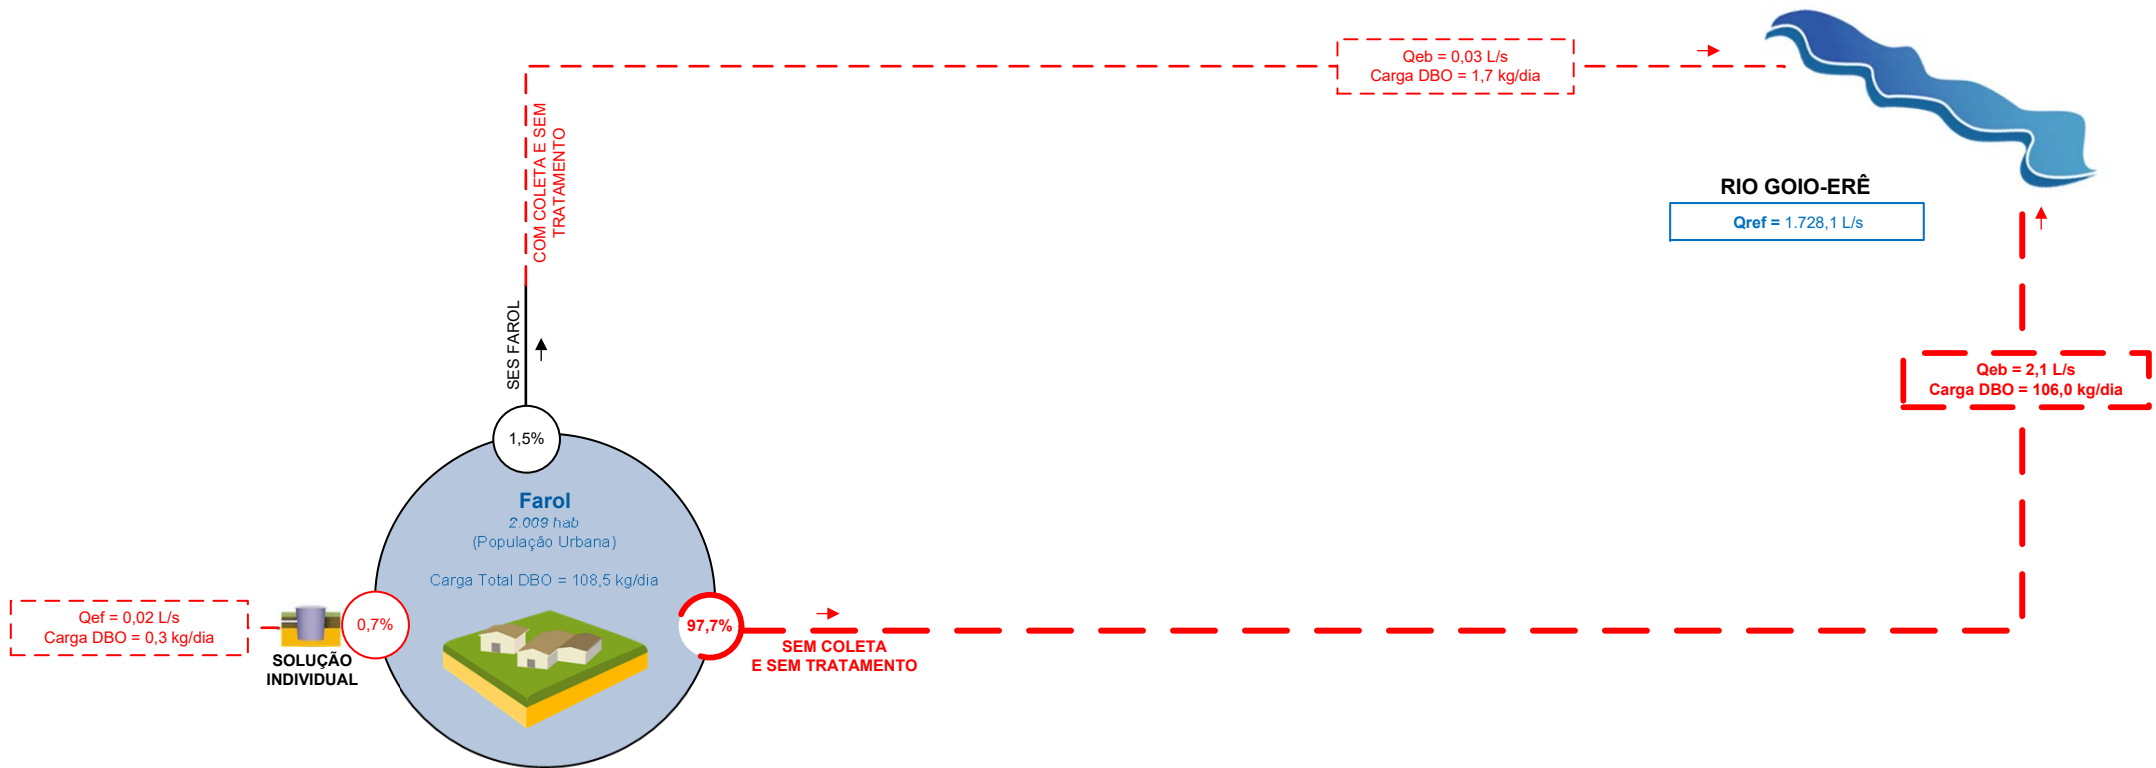 Qeb = 0,03 L/s
Carga DBO = 1,7 kg/dia
COM COLETA E SEM
TRATAMENTO
RIO GOIO-ERÊ
Qref = 1.728,1 L/s
SES FAROL
Qeb = 2,1 L/s
Carga DBO = 106,0 kg/dia
1,5%
Farol
2.009 hab
(População Urbana)
Carga Total DBO = 108,5 kg/dia
Qef = 0,02 L/s
Carga DBO = 0,3 kg/dia
0,7%
SOLUÇÃO
INDIVIDUAL
97,7%
SEM COLETA
E SEM TRATAMENTO